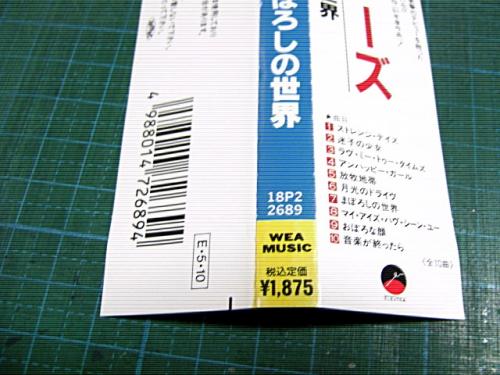 界
ーズ
ぼろしの世界
★曲目
1 ストレンジ・デイズ
2 迷子の少女
3 ラヴ・ミー・トゥー・タイムズ
4 アンハッピー・ガール
5 放牧地帯
6 月光のドライヴ
7 まぼろしの世界
8 マイ・アイズ・ハヴ・シーン・ユー
9 おぼろな顔
10 音楽が終ったら
(全10曲)
18P2
2689
WEA
MUSIC
税込定価
¥1,875
4 988014 726894
E・5・10